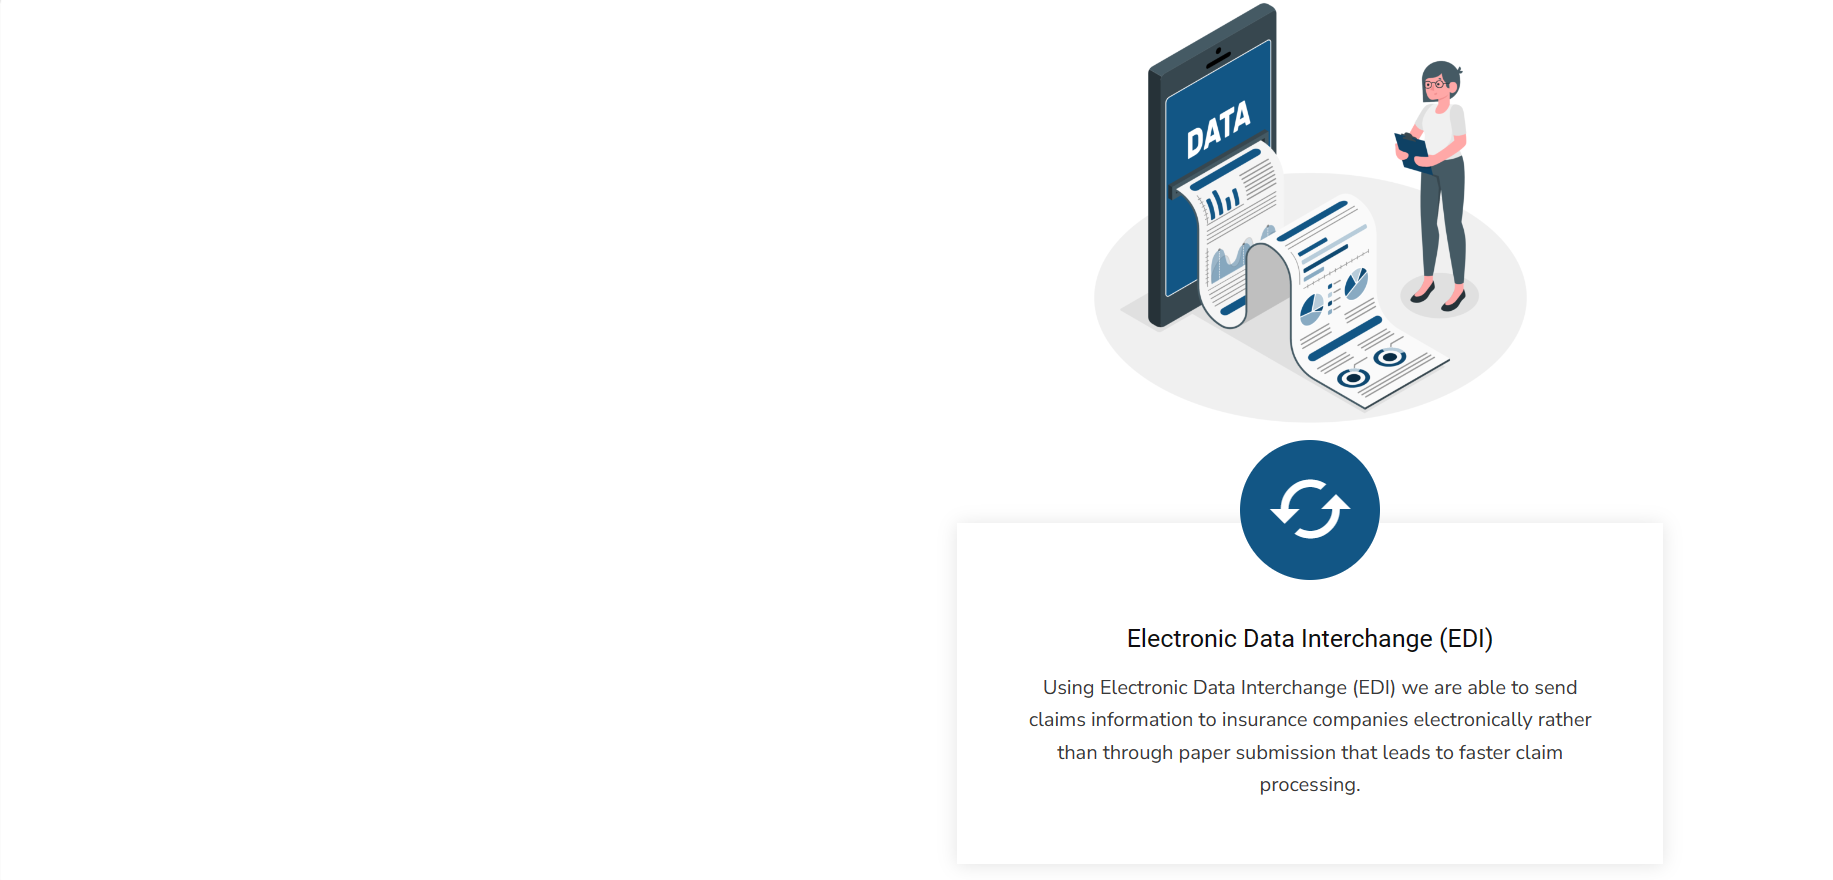 DATA
Electronic Data Interchange (EDI)
Using Electronic Data Interchange (EDI) we are able to send
claims information to insurance companies electronically rather
than through paper submission that leads to faster claim
processing.